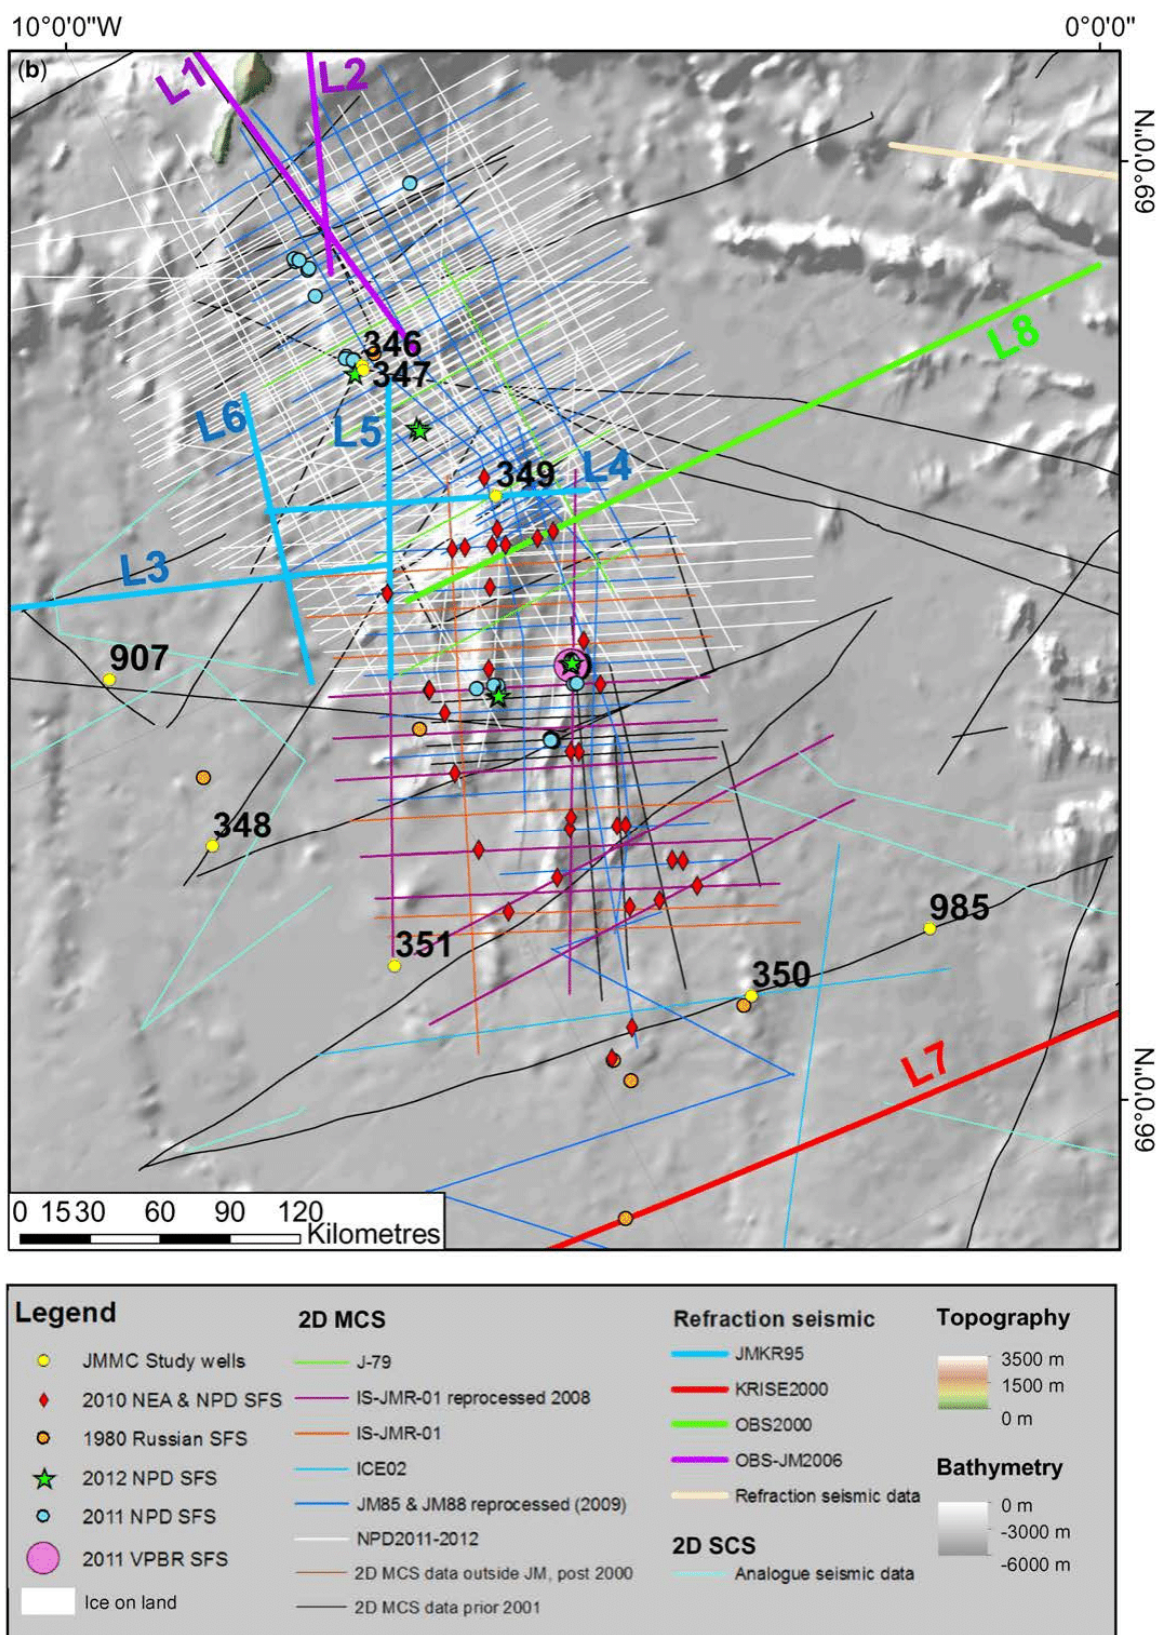 10°0'0"W 0°0'0"
(b)
L1
L2
69°0'0"N
L8
346
347
L6
L5
349
L4
L3
907
348
985
351
350
L7
69°0'0"N
0 15 30 60 90 120
Kilometres
Legend
JMMC Study wells
2010 NEA & NPD SFS
1980 Russian SFS
2012 NPD SFS
2011 NPD SFS
2011 VPBR SFS
Ice on land
2D MCS
J-79
IS-JMR-01 reprocessed 2008
IS-JMR-01
ICE02
JM85 & JM88 reprocessed (2009)
NPD2011-2012
2D MCS data outside JM, post 2000
2D MCS data prior 2001
Refraction seismic
JMKR95
KRISE2000
OBS2000
OBS-JM2006
Refraction seismic data
2D SCS
Analogue seismic data
Topography
3500 m
1500 m
0 m
Bathymetry
0 m
-3000 m
-6000 m